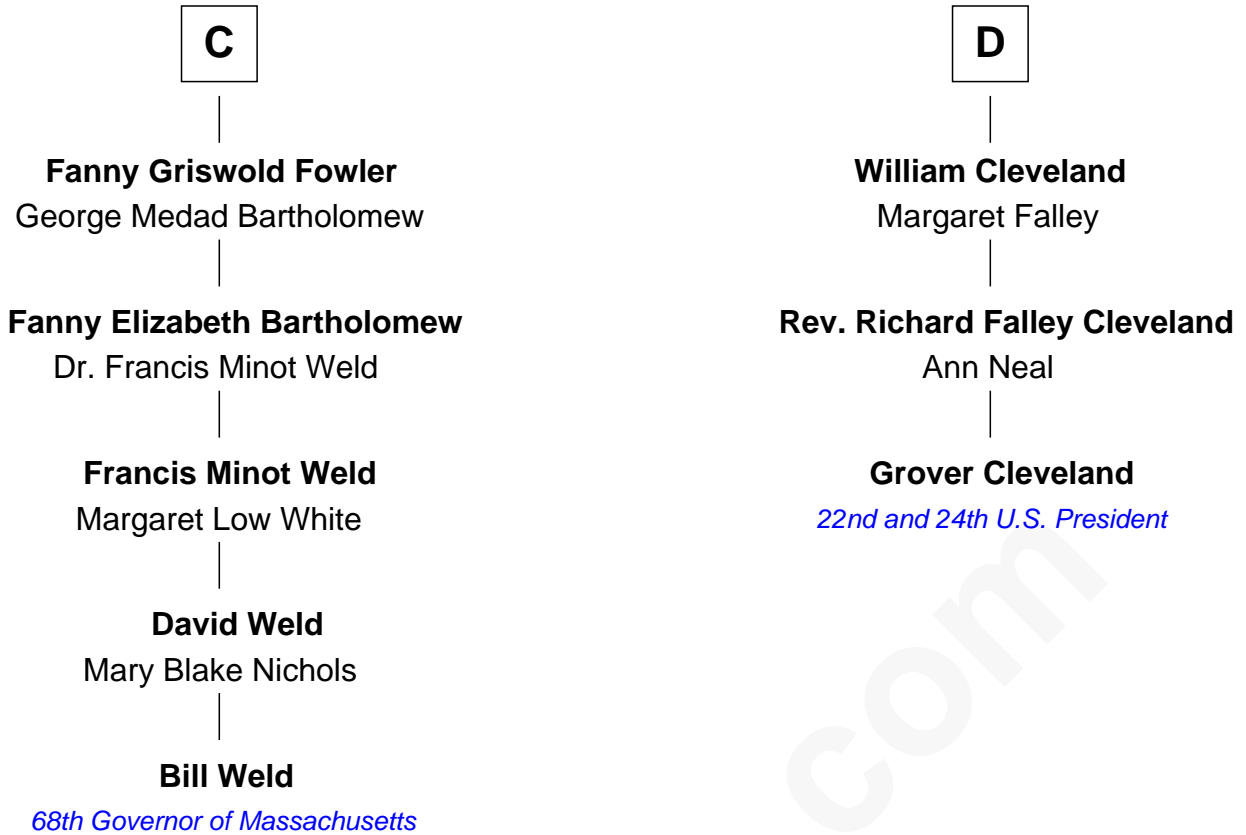 C
Fanny Griswold Fowler
George Medad Bartholomew
Fanny Elizabeth Bartholomew
Dr. Francis Minot Weld
Francis Minot Weld
Margaret Low White
David Weld
Mary Blake Nichols
Bill Weld
68th Governor of Massachusetts
D
William Cleveland
Margaret Falley
Rev. Richard Falley Cleveland
Ann Neal
Grover Cleveland
22nd and 24th U.S. President
com